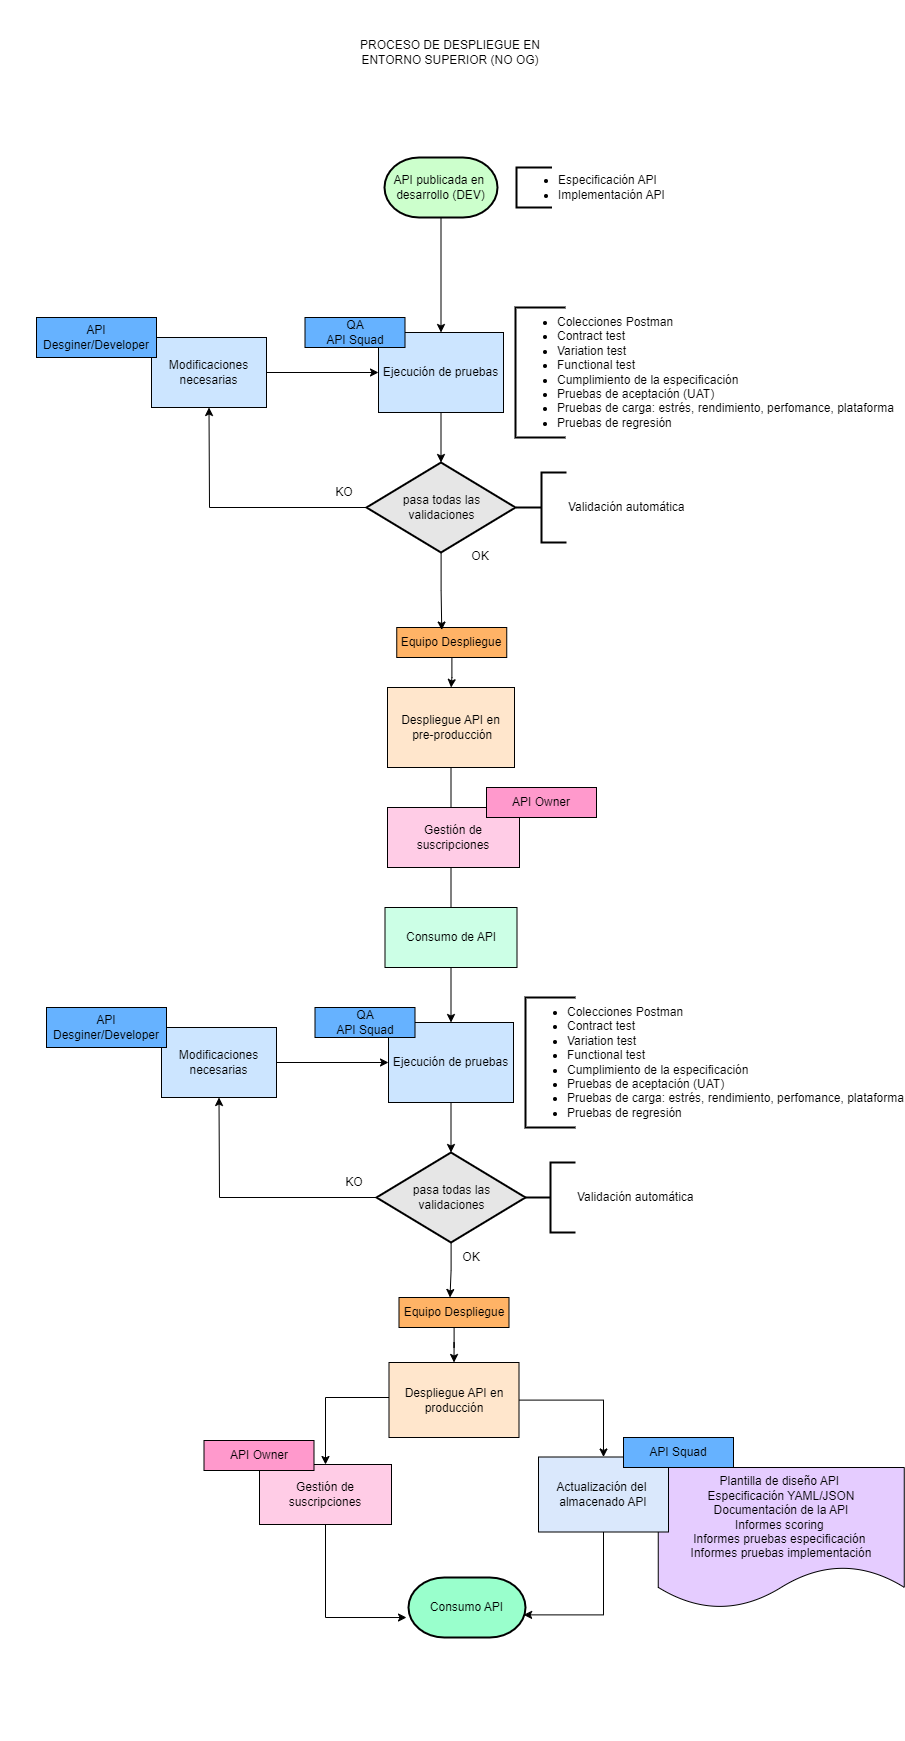 PROCESO DE DESPLIEGUE EN
ENTORNO SUPERIOR (NO OG)
API publicada en
desarrollo (DEV)
Especificación API
Implementación API
API
Desginer/Developer
Modificaciones
necesarias
QA
API Squad
Ejecución de pruebas
Colecciones Postman
Contract test
Variation test
Functional test
Cumplimiento de la especificación
Pruebas de aceptación (UAT)
Pruebas de carga: estrés, rendimiento, perfomance, plataforma
Pruebas de regresión
KO
pasa todas las
validaciones
Validación automática
OK
Equipo Despliegue
Despliegue API en
pre-producción
API Owner
Gestión de
suscripciones
Consumo de API
API
Desginer/Developer
Modificaciones
necesarias
QA
API Squad
Ejecución de pruebas
Colecciones Postman
Contract test
Variation test
Functional test
Cumplimiento de la especificación
Pruebas de aceptación (UAT)
Pruebas de carga: estrés, rendimiento, perfomance, plataforma
Pruebas de regresión
KO
pasa todas las
validaciones
Validación automática
OK
Equipo Despliegue
Despliegue API en
producción
API Owner
Gestión de
suscripciones
API Squad
Actualización del
almacenado API
Plantilla de diseño API
Especificación YAML/JSON
Documentación de la API
Informes scoring
Informes pruebas especificación
Informes pruebas implementación
Consumo API